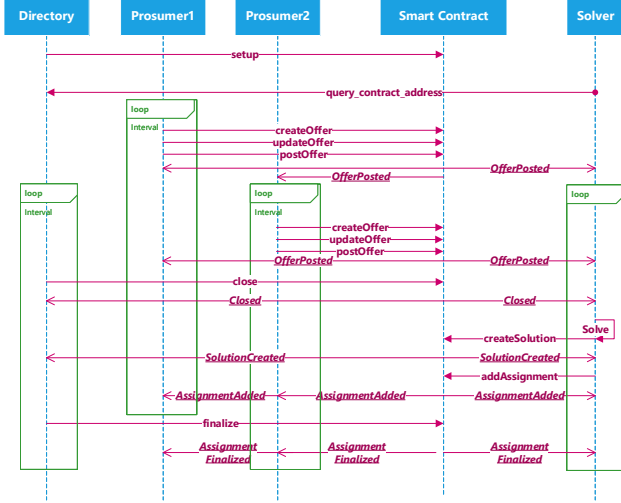 Directory
Prosumer1
Prosumer2
Smart Contract
Solver
setup
query_contract_address
loop
Interval
createOffer
updateOffer
postOffer
OfferPosted
OfferPosted
loop
Interval
loop
Interval
loop
Interval
createOffer
updateOffer
postOffer
OfferPosted
OfferPosted
close
Closed
Closed
Solve
createSolution
SolutionCreated
SolutionCreated
addAssignment
AssignmentAdded
AssignmentAdded
AssignmentAdded
finalize
Assignment
Finalized
Assignment
Finalized
Assignment
Finalized